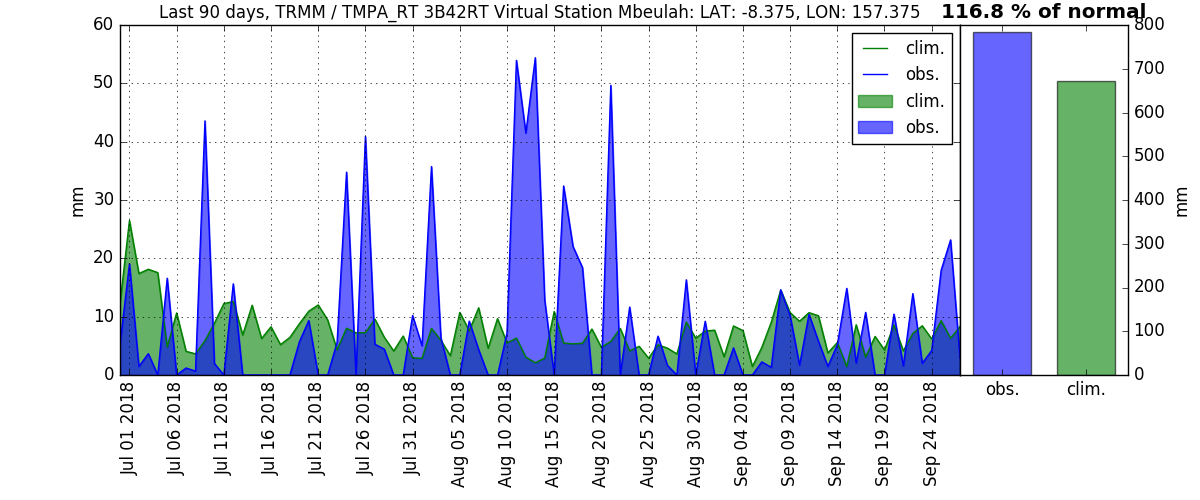 Last 90 days, TRMM / TMPA_RT 3B42RT Virtual Station Mbeulah: LAT: -8.375, LON: 157.375
116.8 % of normal
60
50
40
30
20
10
0
mm
clim.
obs.
clim.
obs.
800
700
600
500
400
300
200
100
0
mm
Jul 01 2018
Jul 06 2018
Jul 11 2018
Jul 16 2018
Jul 21 2018
Jul 26 2018
Jul 31 2018
Aug 05 2018
Aug 10 2018
Aug 15 2018
Aug 20 2018
Aug 25 2018
Aug 30 2018
Sep 04 2018
Sep 09 2018
Sep 14 2018
Sep 19 2018
Sep 24 2018
obs.
clim.